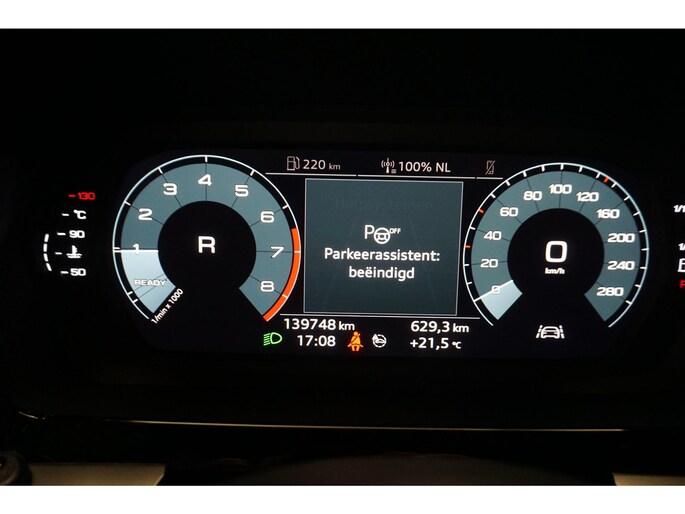 220 km
100% NL
-130
°C
90
50
1 2 3 4 5 6 7 8
R
READY
1/min x 1000
P OFF
Parkeerassistent:
beëindigd
0 20 40 60 80 100 120 160 200 240 280
0
km/h
139748 km
629,3 km
17:08
+21,5 °C